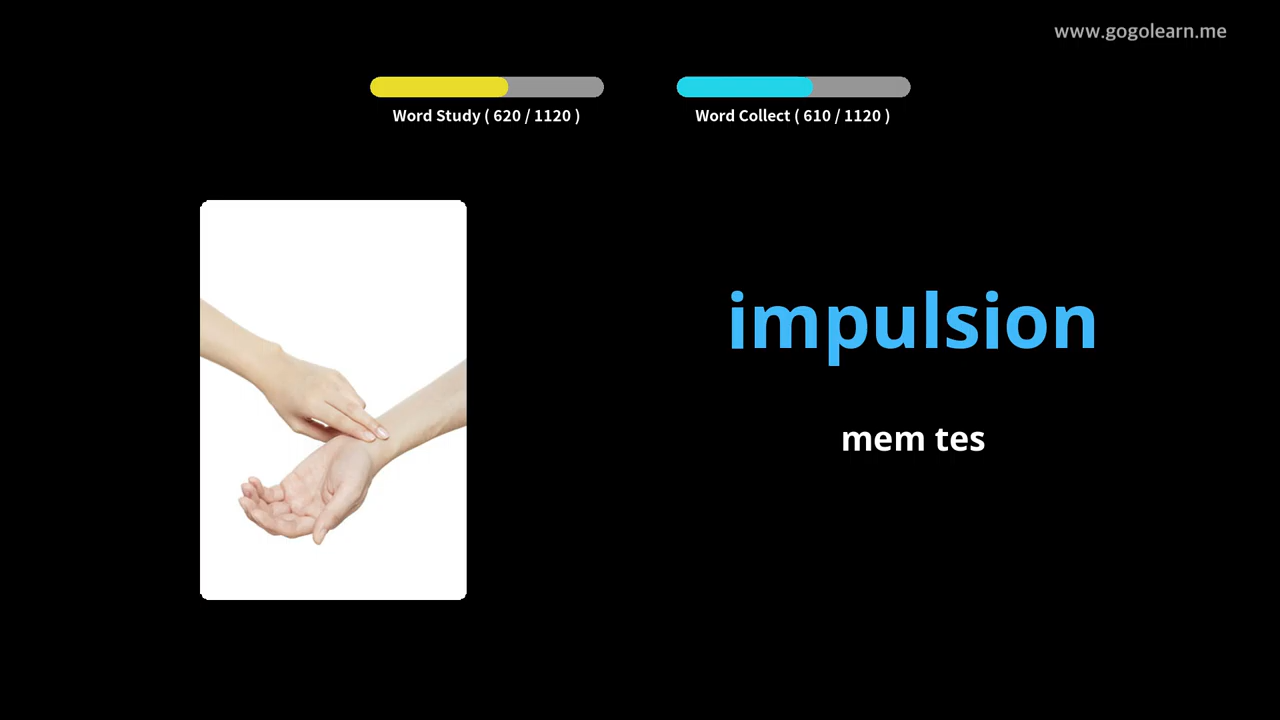 www.gogolearn.me
Word Study ( 620 / 1120 )
Word Collect ( 610 / 1120 )
impulsion
mem tes